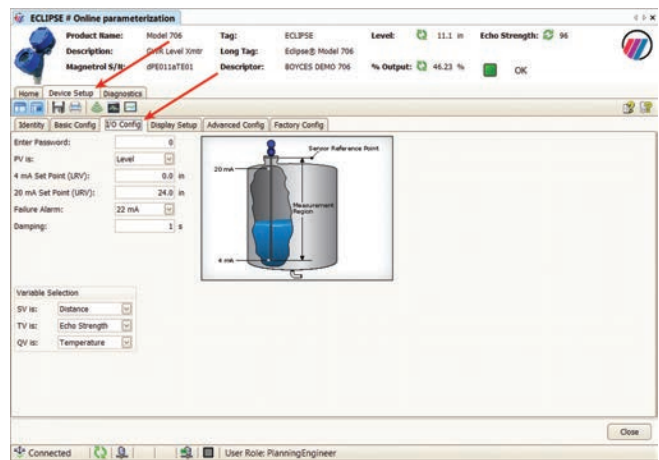 ECLIPSE # Online parameterization
Product Name: Model 706 Tag: ECLIPSE Level: 11.1 in Echo Strength: 96
Description: GWR Level Xmtr Long Tag: Eclipse® Model 706
Magnetrol S/N: dPE011aTE01 Descriptor: BOYCES DEMO 706 % Output: 46.23 % OK
Home Device Setup Diagnostics
Identity Basic Config I/O Config Display Setup Advanced Config Factory Config
Enter Password: 0
PV is: Level
4 mA Set Point (LRV): 0.0 in
20 mA Set Point (URV): 24.0 in
Failure Alarm: 22 mA
Damping: 1 s
Sensor Reference Point
20 mA
Measurement
Region
4 mA
Variable Selection
SV is: Distance
TV is: Echo Strength
QV is: Temperature
Close
Connected User Role: PlanningEngineer